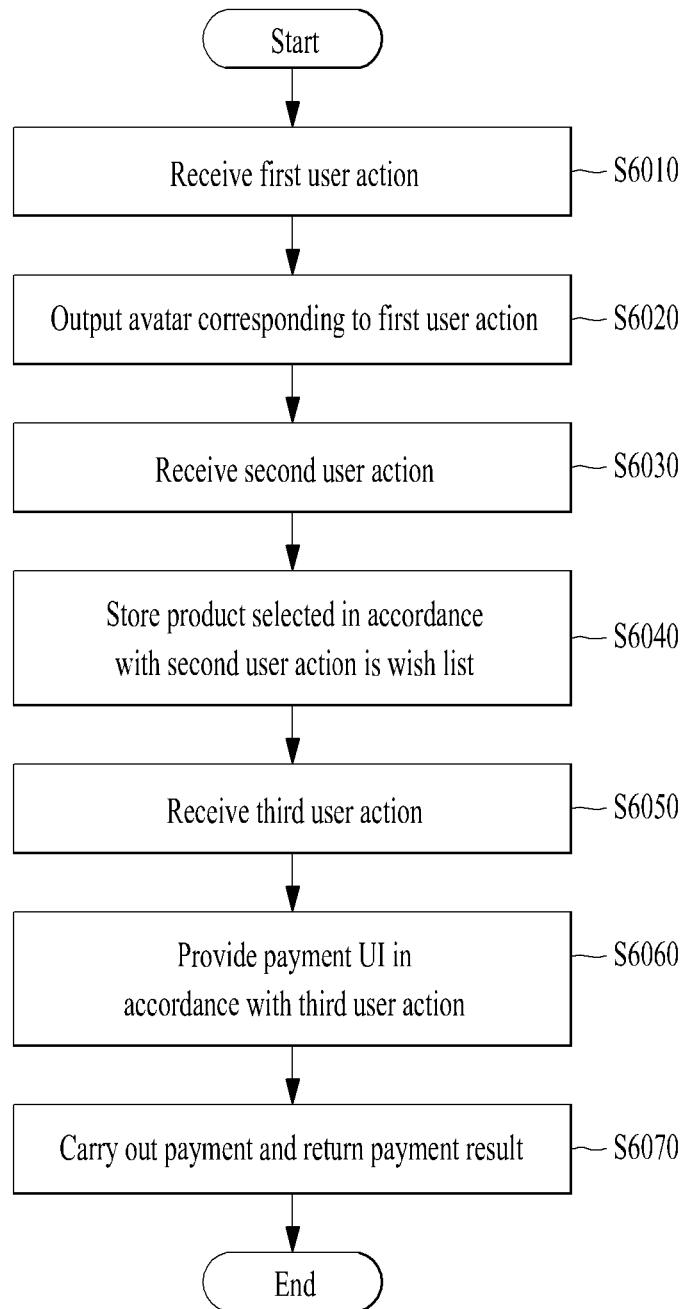 Start
Receive first user action
S6010
Output avatar corresponding to first user action
S6020
Receive second user action
S6030
Store product selected in accordance
with second user action is wish list
S6040
Receive third user action
S6050
Provide payment UI in
accordance with third user action
S6060
Carry out payment and return payment result
S6070
End